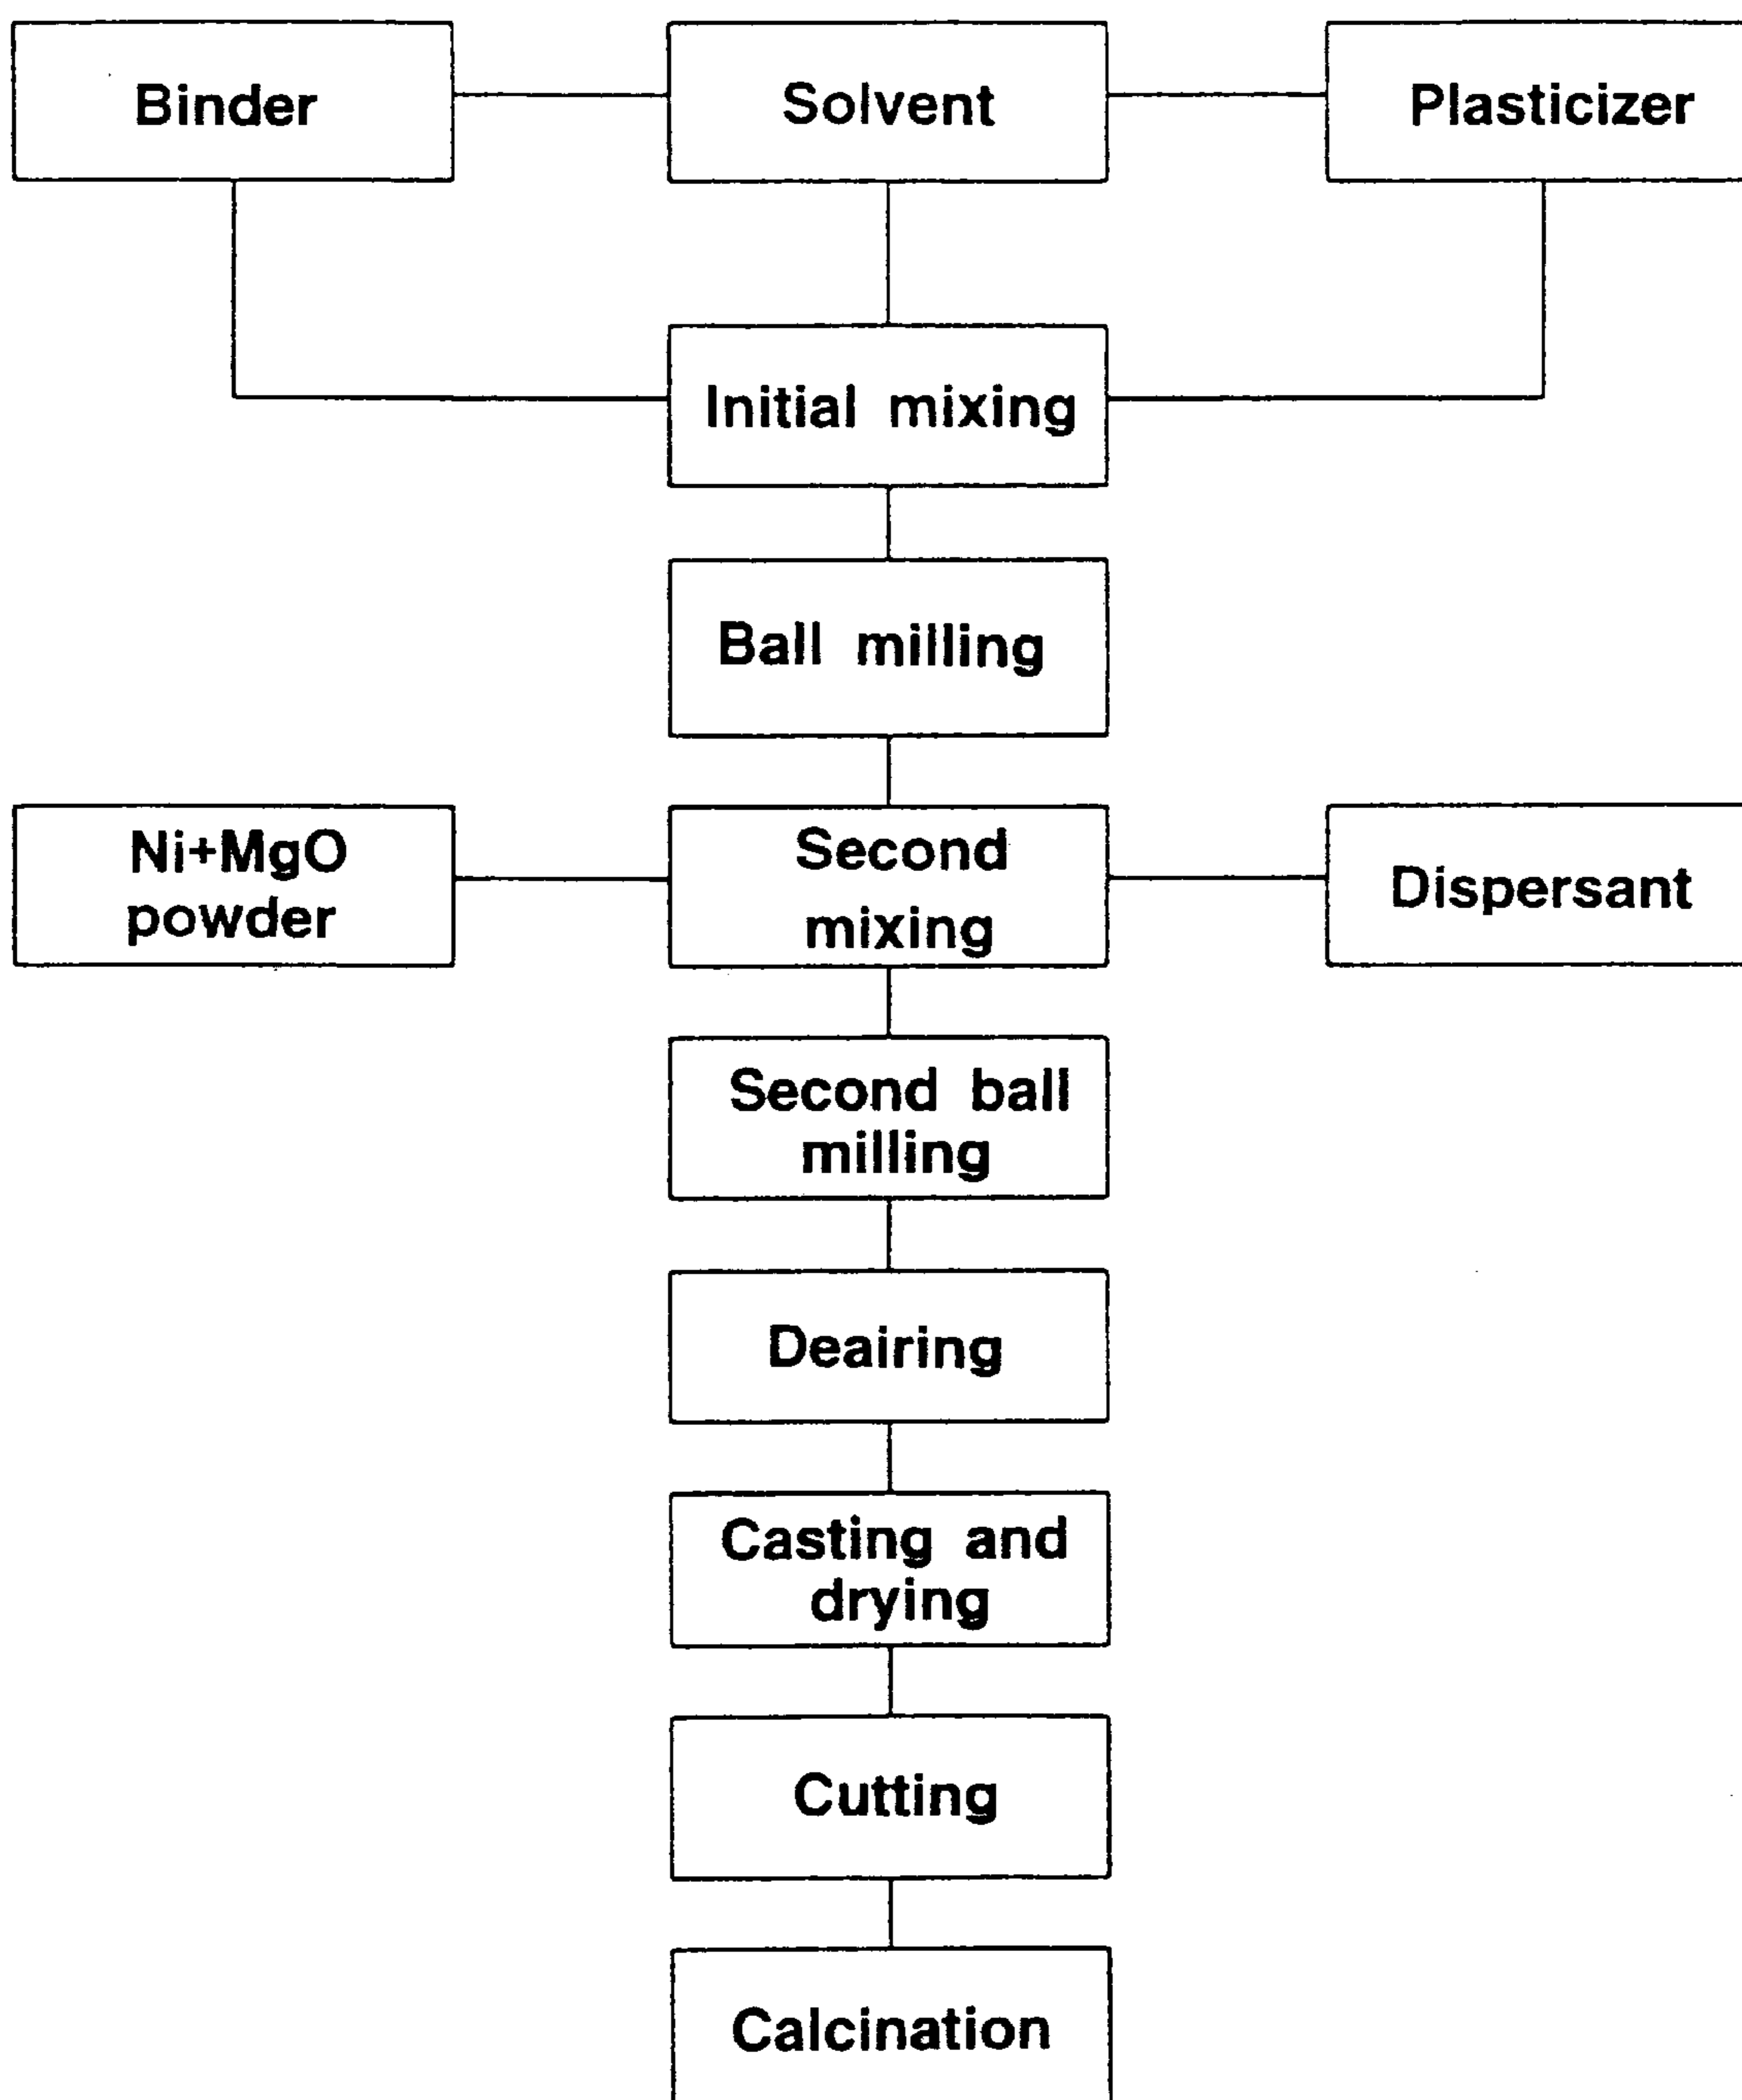 Binder
Solvent
Plasticizer
Initial mixing
Ball milling
Ni+MgO
powder
Second
mixing
Dispersant
Second ball
milling
Deairing
Casting and
drying
Cutting
Calcination